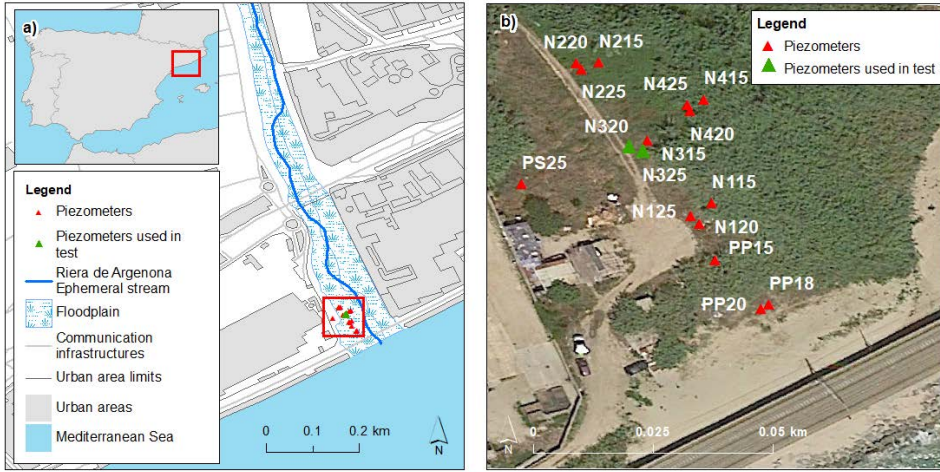 a)
Legend
Piezometers
Piezometers used in
test
Riera de Argenona
Ephemeral stream
Floodplain
Communication
infrastructures
Urban area limits
Urban areas
Mediterranean Sea
0 0.1 0.2 km
N
b)
Legend
Piezometers
Piezometers used in test
N220 N215
N225
N425 N415
N420
N320
N315
N325
PS25
N115
N125
N120
PP15
PP18
PP20
N
0 0.025 0.05 km